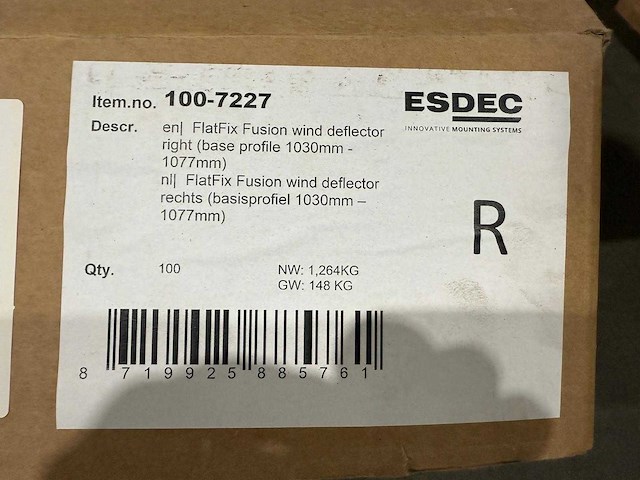 Item.no. 100-7227
ESDEC
INNOVATIVE MOUNTING SYSTEMS
Descr. en| FlatFix Fusion wind deflector
right (base profile 1030mm -
1077mm)
nl| FlatFix Fusion wind deflector
rechts (basisprofiel 1030mm –
1077mm)
R
Qty. 100 NW: 1,264KG
GW: 148 KG
8 719925 885761